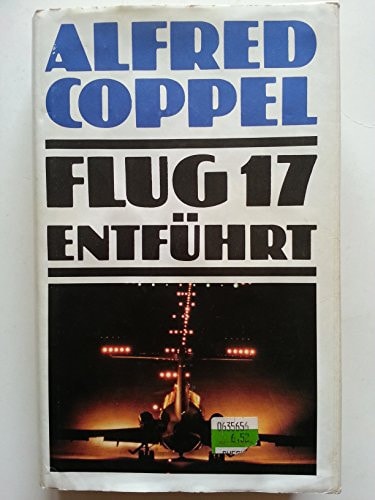 ALFRED
COPPEL
FLUG 17
ENTFÜHRT
0635656
6,50